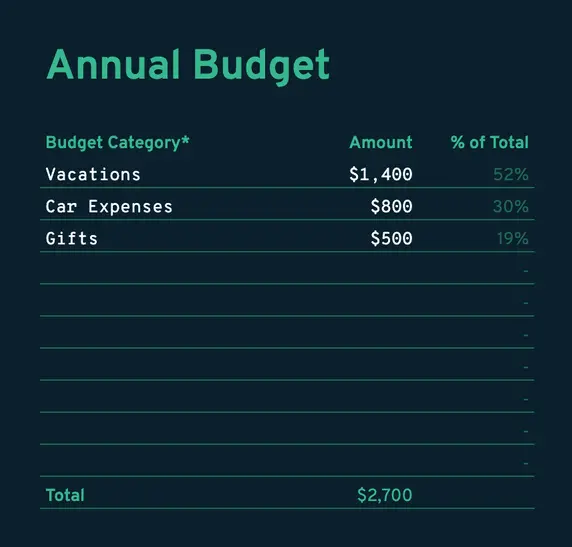 Annual Budget
Budget Category* Amount % of Total
Vacations $1,400 52%
Car Expenses $800 30%
Gifts $500 19%
-
-
-
-
-
-
-
Total $2,700